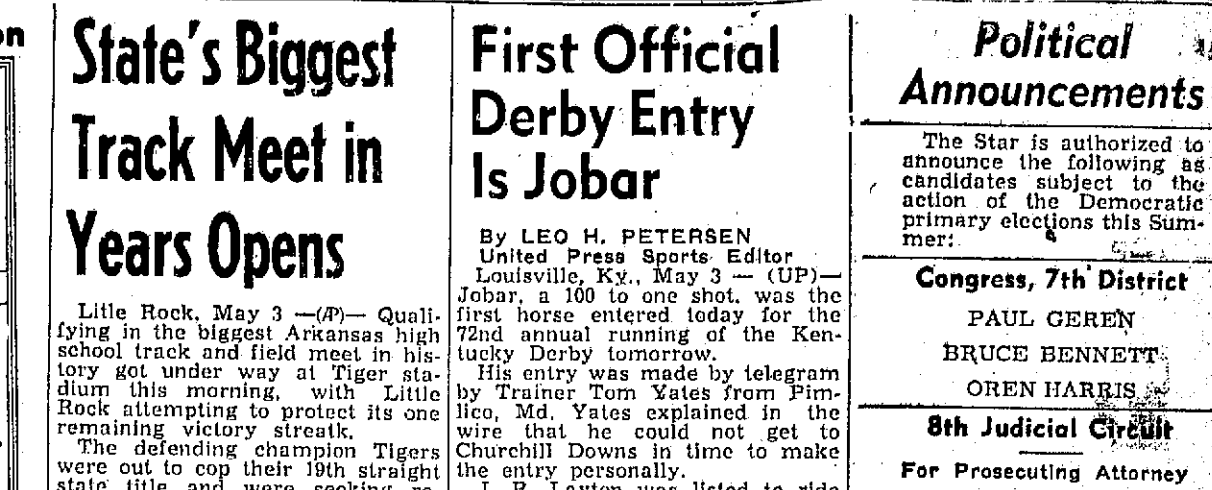 on
State's Biggest
Track Meet in
Years Opens
Little Rock, May 3 —(AP)— Quali-
fying in the biggest Arkansas high
school track and field meet in his-
tory got under way at Tiger sta-
dium this morning, with Little
Rock attempting to protect its one
remaining victory streatk.
The defending champion Tigers
were out to cop their 19th straight
state title and were seeking re-
First Official
Derby Entry
Is Jobar
By LEO H. PETERSEN
United Press Sports Editor
Louisville, Ky., May 3 — (UP)—
Jobar, a 100 to one shot, was the
first horse entered today for the
72nd annual running of the Ken-
tucky Derby tomorrow.
His entry was made by telegram
by Trainer Tom Yates from Pim-
lico, Md. Yates explained in the
wire that he could not get to
Churchill Downs in time to make
the entry personally.
J. R. Layton was listed to ride
Political
Announcements
The Star is authorized to
announce the following as
candidates subject to the
action of the Democratic
primary elections this Sum-
mer:
Congress, 7th District
PAUL GEREN
BRUCE BENNETT
OREN HARRIS
8th Judicial Circuit
For Prosecuting Attorney